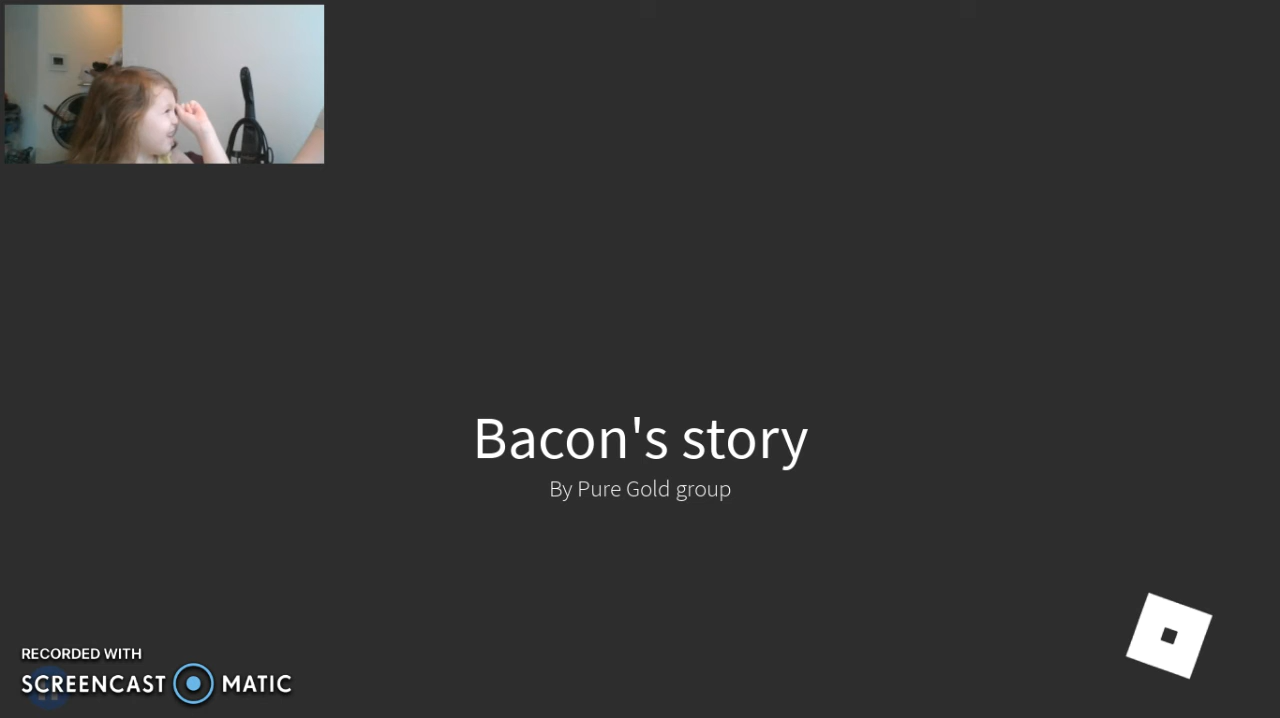 Bacon's story
By Pure Gold group
RECORDED WITH
SCREENCAST MATIC